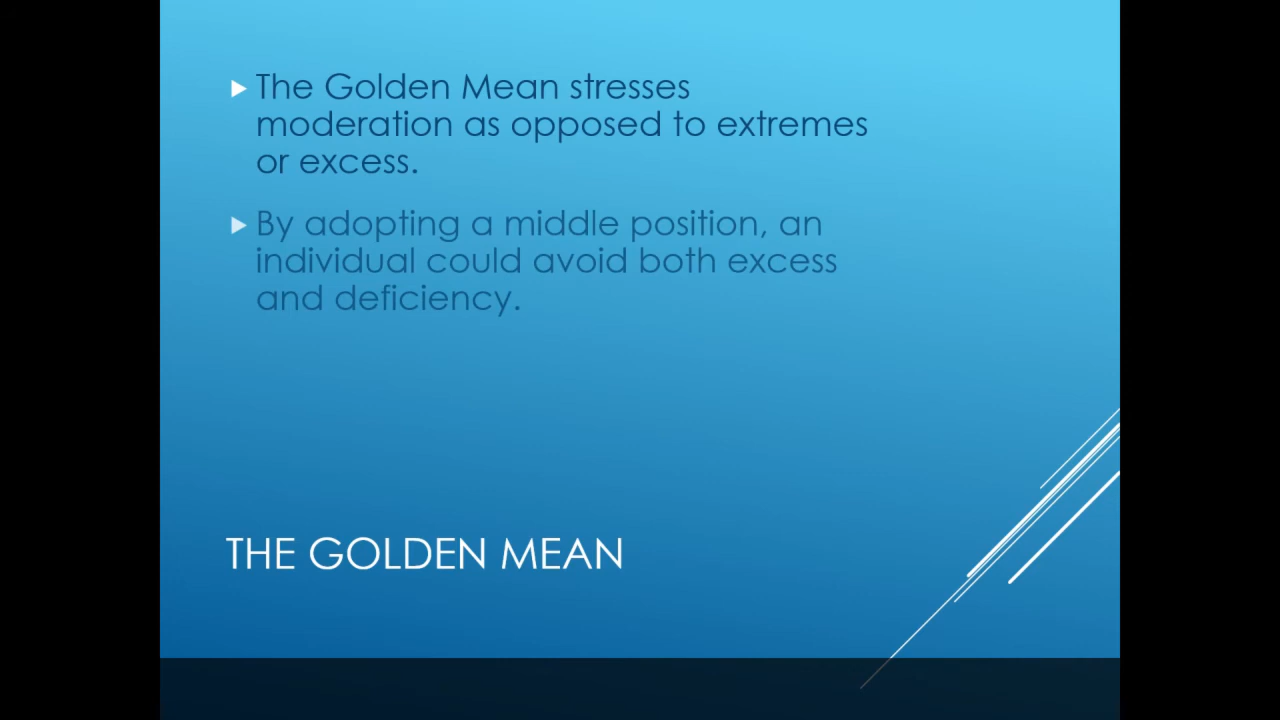 The Golden Mean stresses
moderation as opposed to extremes
or excess.
By adopting a middle position, an
individual could avoid both excess
and deficiency.
THE GOLDEN MEAN